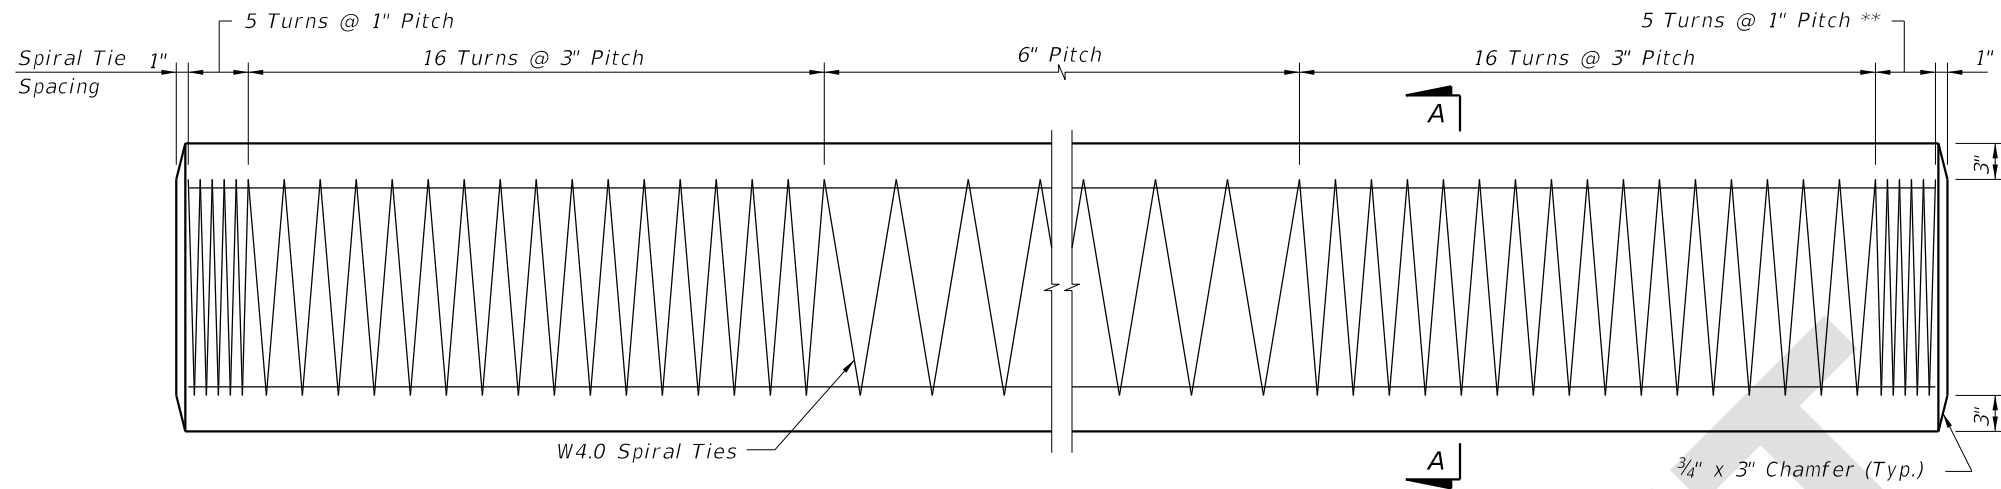 5 Turns @ 1" Pitch
5 Turns @ 1" Pitch **
Spiral Tie
Spacing
1"
16 Turns @ 3" Pitch
6" Pitch
16 Turns @ 3" Pitch
1"
A
3"
3"
W4.0 Spiral Ties
A
¾" x 3" Chamfer (Typ.)